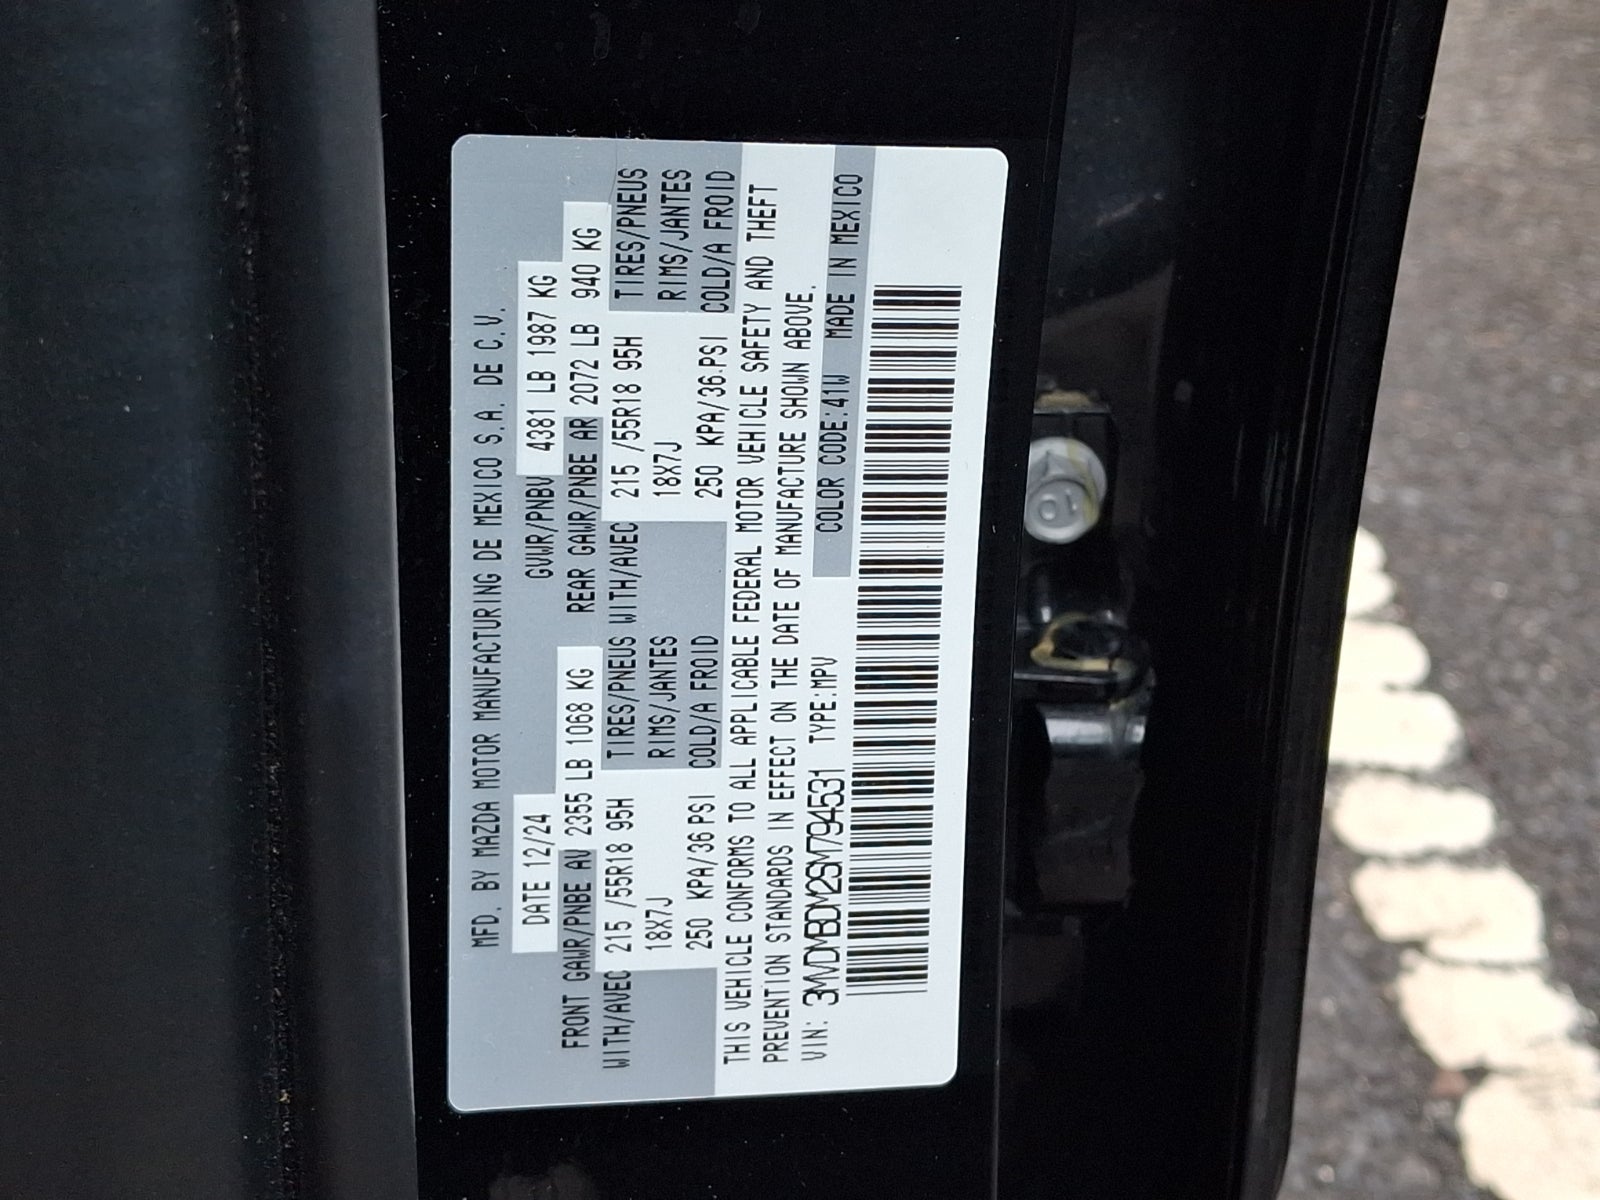 MFD. BY MAZDA MOTOR MANUFACTURING DE MEXICO S.A. DE C.V.
DATE 12/24 GVWR/PNBV 4381 LB 1987 KG
FRONT GAWR/PNBE AV 2355 LB 1068 KG REAR GAWR/PNBE AR 2072 LB 940 KG
WITH/AVEC 215 /55R18 95H TIRES/PNEUS WITH/AVEC 215 /55R18 95H TIRES/PNEUS
18X7J RIMS/JANTES 18X7J RIMS/JANTES
250 KPA/36 PSI COLD/A FROID 250 KPA/36 PSI COLD/A FROID
THIS VEHICLE CONFORMS TO ALL APPLICABLE FEDERAL MOTOR VEHICLE SAFETY AND THEFT
PREVENTION STANDARDS IN EFFECT ON THE DATE OF MANUFACTURE SHOWN ABOVE.
VIN: 3MVDMBDM2SM794531 TYPE:MPV COLOR CODE:41W MADE IN MEXICO